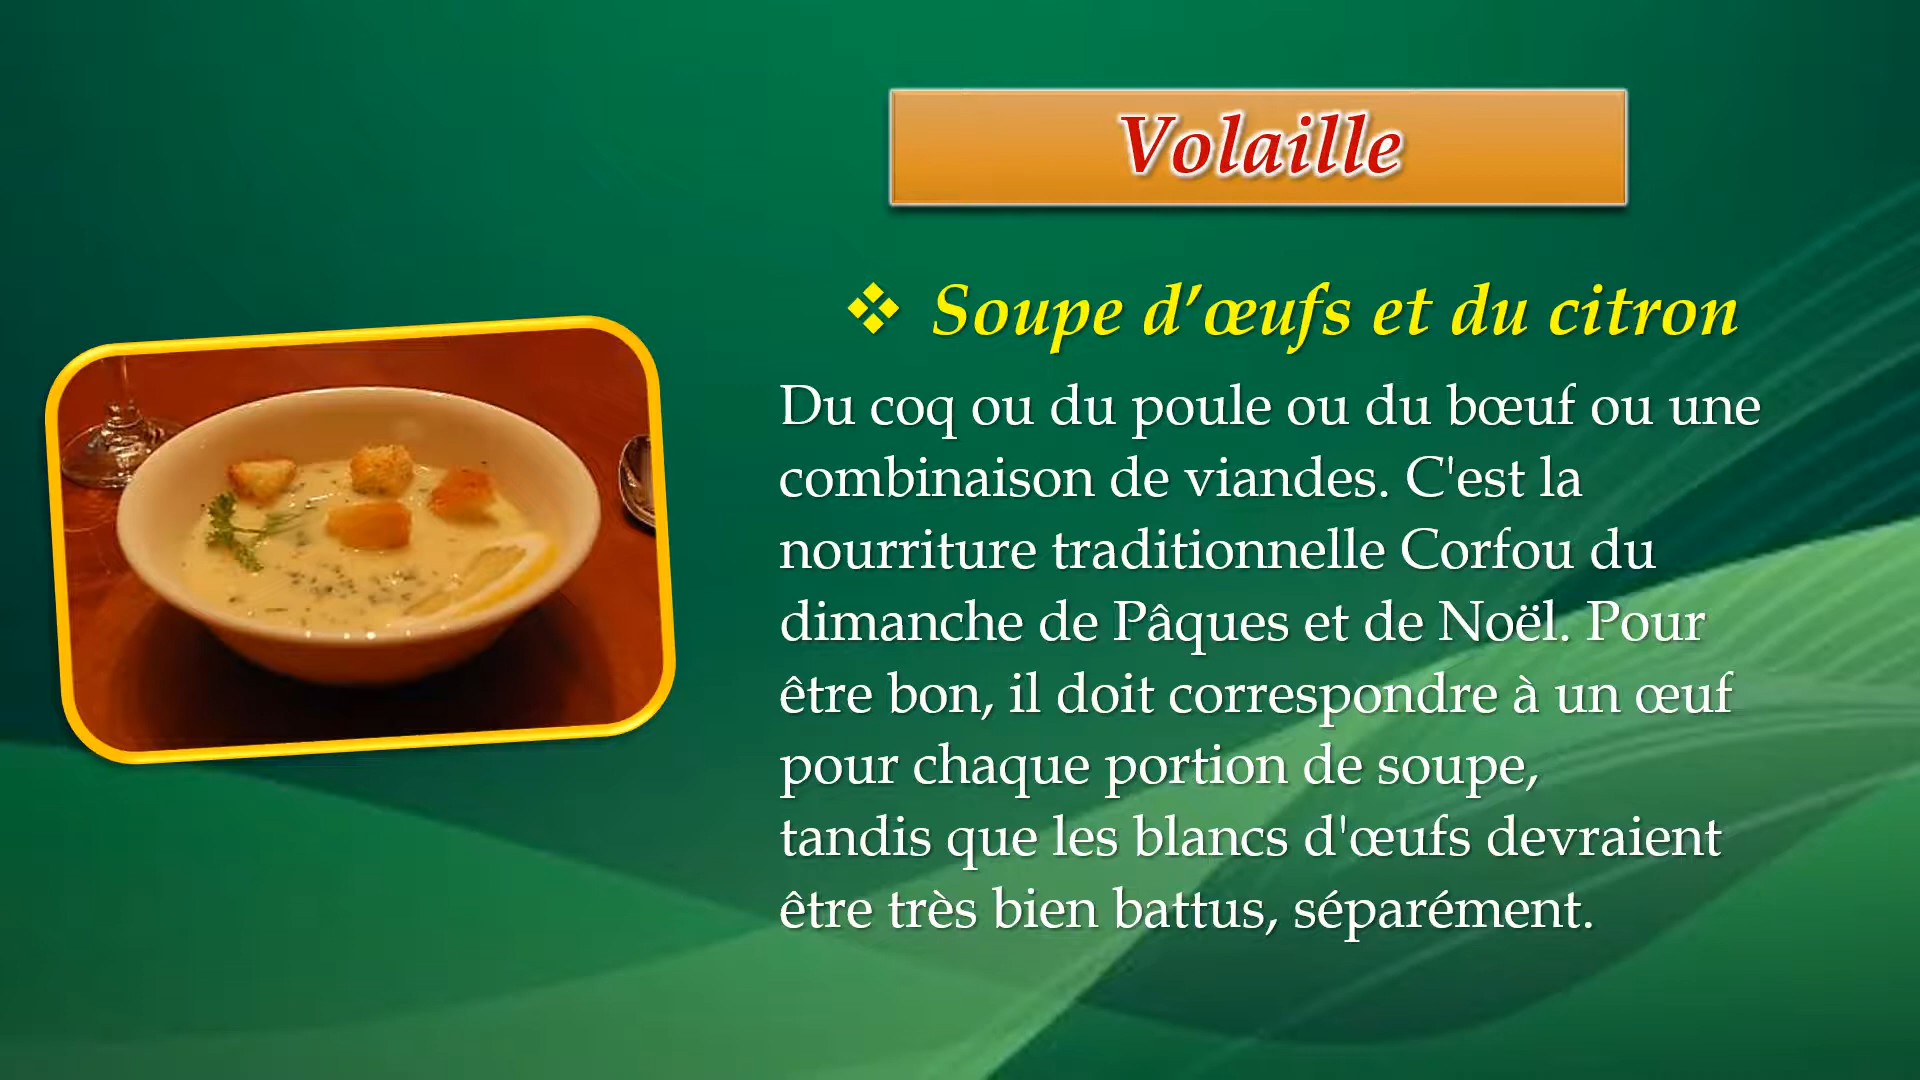 Volaille
❖ Soupe d’œufs et du citron
Du coq ou du poule ou du bœuf ou une
combinaison de viandes. C'est la
nourriture traditionnelle Corfou du
dimanche de Pâques et de Noël. Pour
être bon, il doit correspondre à un œuf
pour chaque portion de soupe,
tandis que les blancs d'œufs devraient
être très bien battus, séparément.